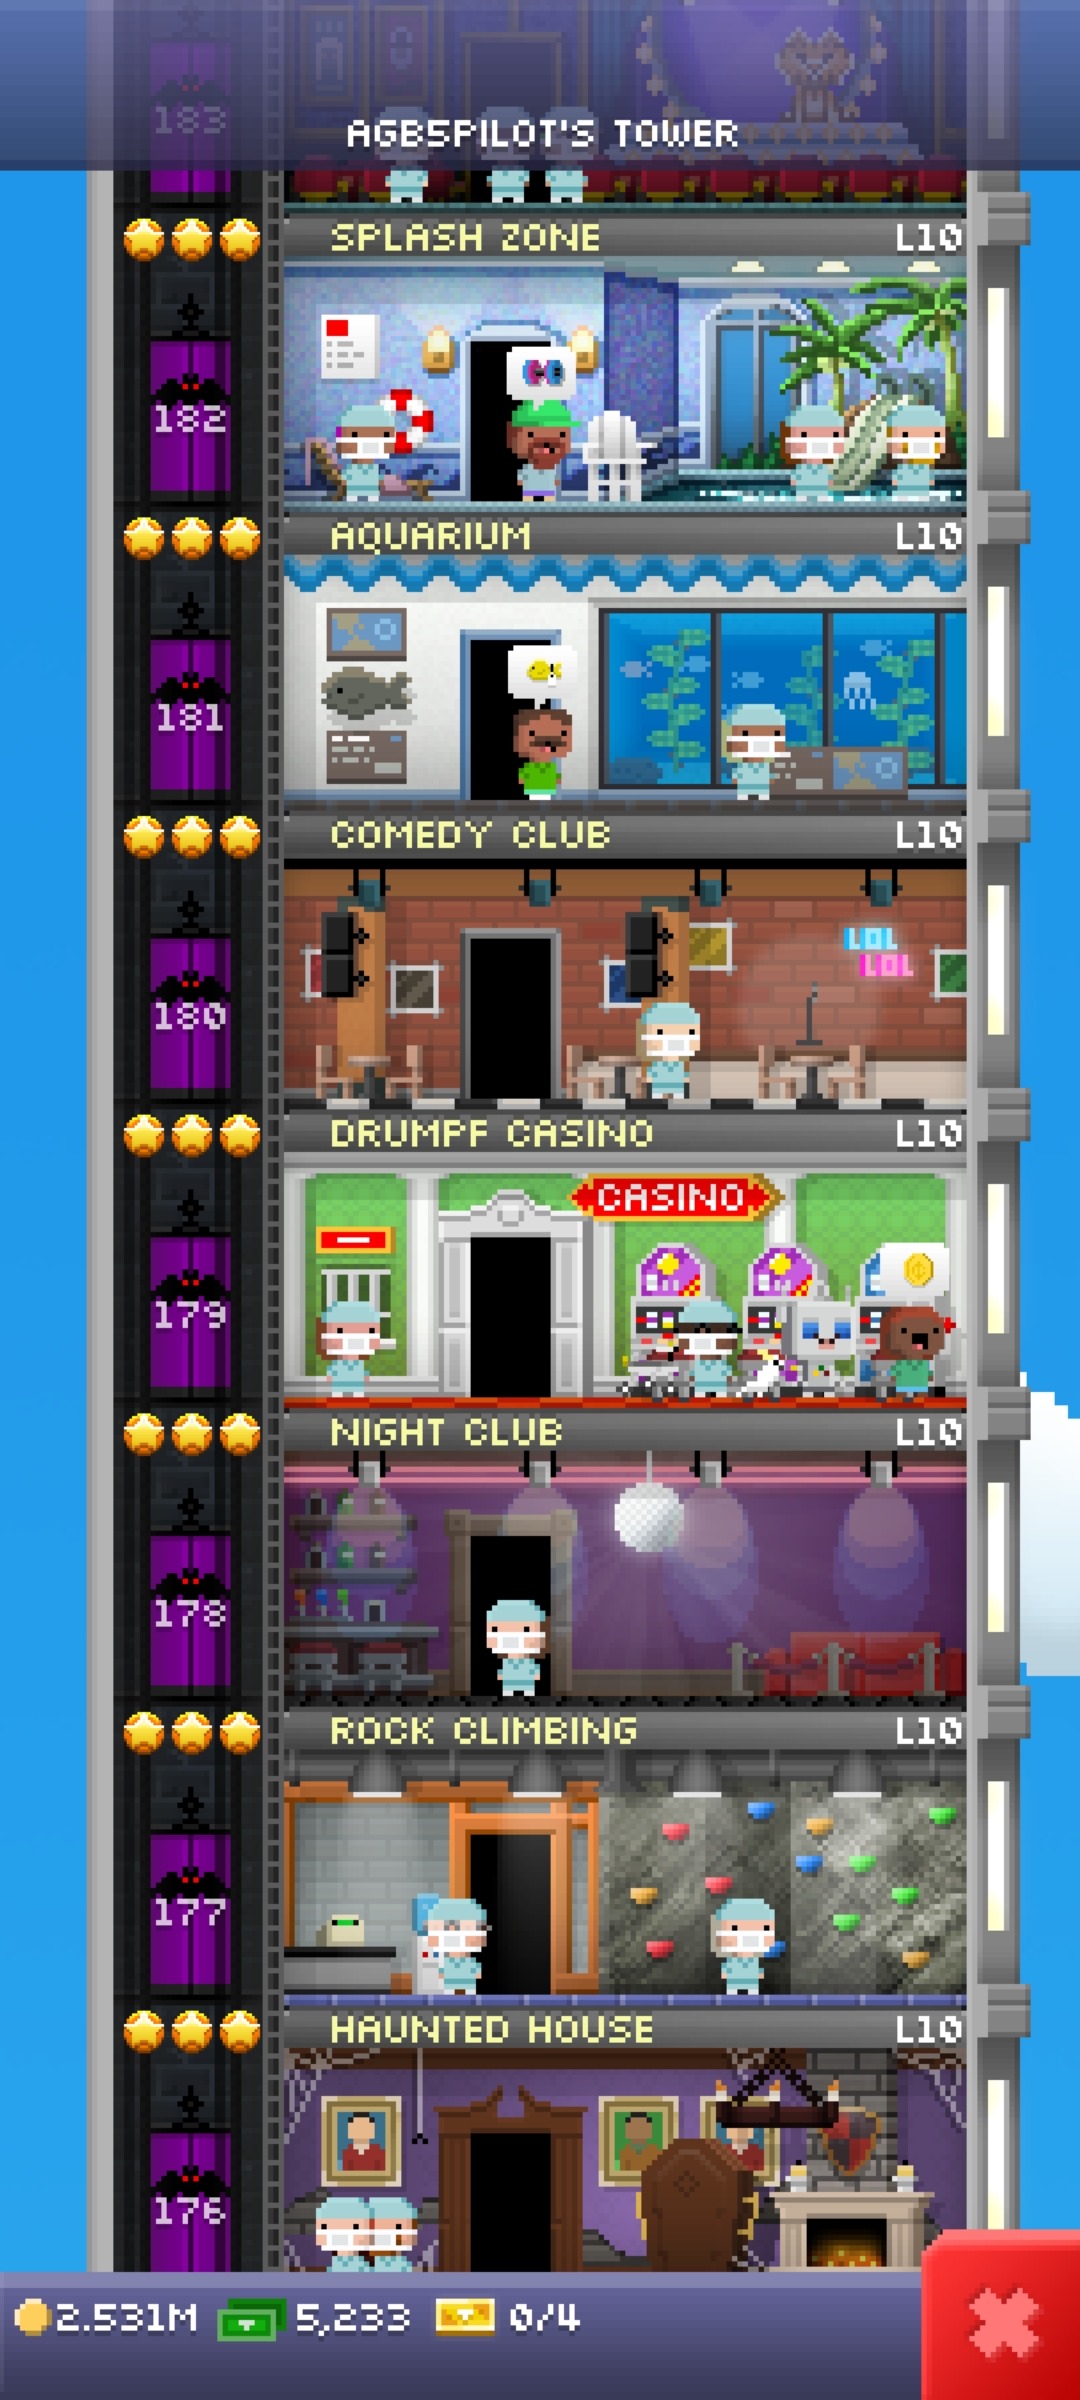 183
AGB5PILOT'S TOWER
SPLASH ZONE L10
182
AQUARIUM L10
181
COMEDY CLUB L10
LOL
LOL
180
DRUMPF CASINO L10
CASINO
179
NIGHT CLUB L10
178
ROCK CLIMBING L10
177
HAUNTED HOUSE L10
176
2.531M 5,233 0/4